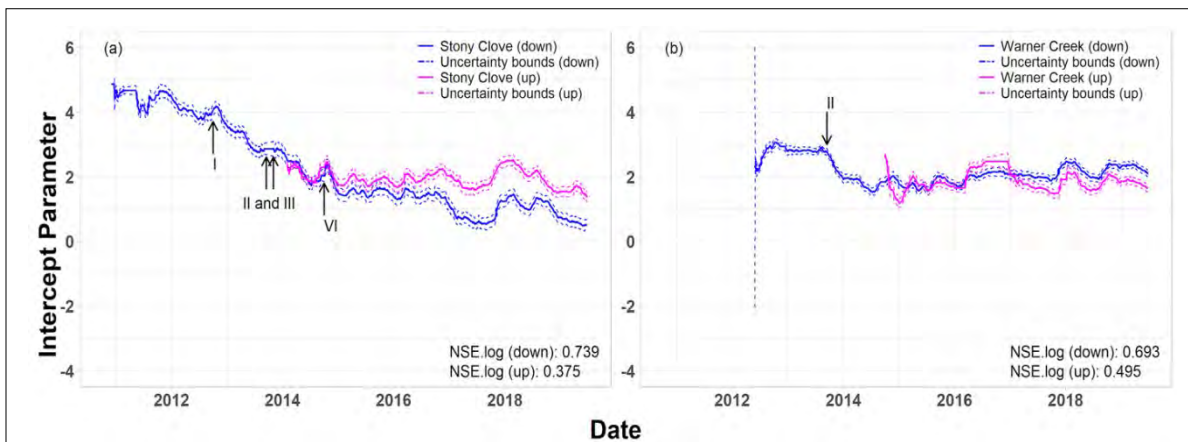 (a)
Stony Clove (down)
Uncertainty bounds (down)
Stony Clove (up)
Uncertainty bounds (up)
I
II and III
VI
NSE.log (down): 0.739
NSE.log (up): 0.375
6
4
2
0
-2
-4
2012
2014
2016
2018
Intercept Parameter
(b)
Warner Creek (down)
Uncertainty bounds (down)
Warner Creek (up)
Uncertainty bounds (up)
II
NSE.log (down): 0.693
NSE.log (up): 0.495
6
4
2
0
-2
-4
2012
2014
2016
2018
Date